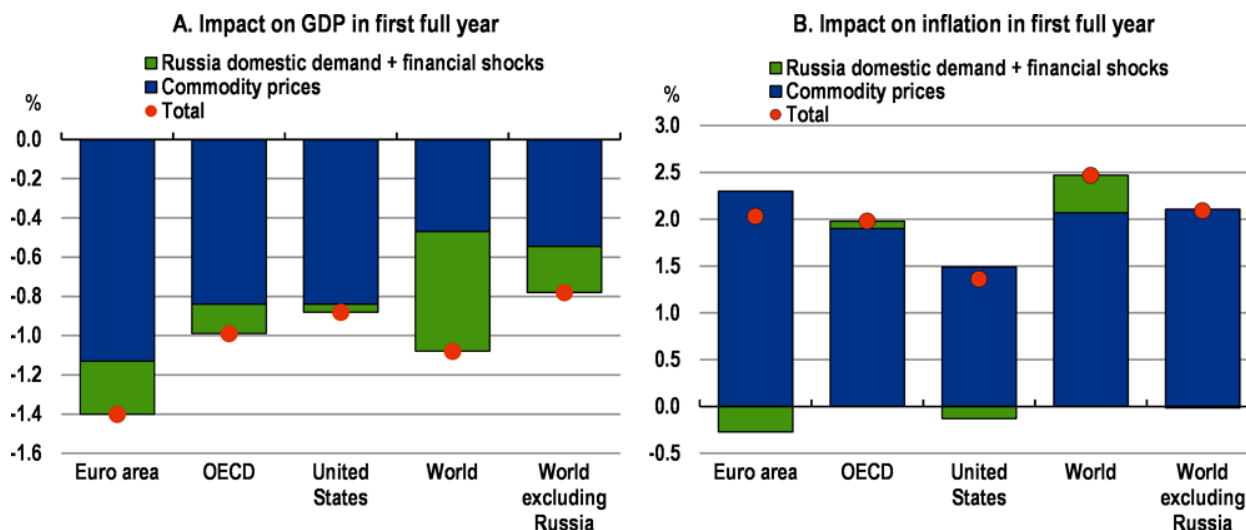 A. Impact on GDP in first full year
Russia domestic demand + financial shocks
Commodity prices
Total
%
0.0
-0.2
-0.4
-0.6
-0.8
-1.0
-1.2
-1.4
-1.6
Euro area
OECD
United
States
World
World
excluding
Russia
B. Impact on inflation in first full year
Russia domestic demand + financial shocks
Commodity prices
Total
%
3.0
2.5
2.0
1.5
1.0
0.5
0.0
-0.5
Euro area
OECD
United
States
World
World
excluding
Russia